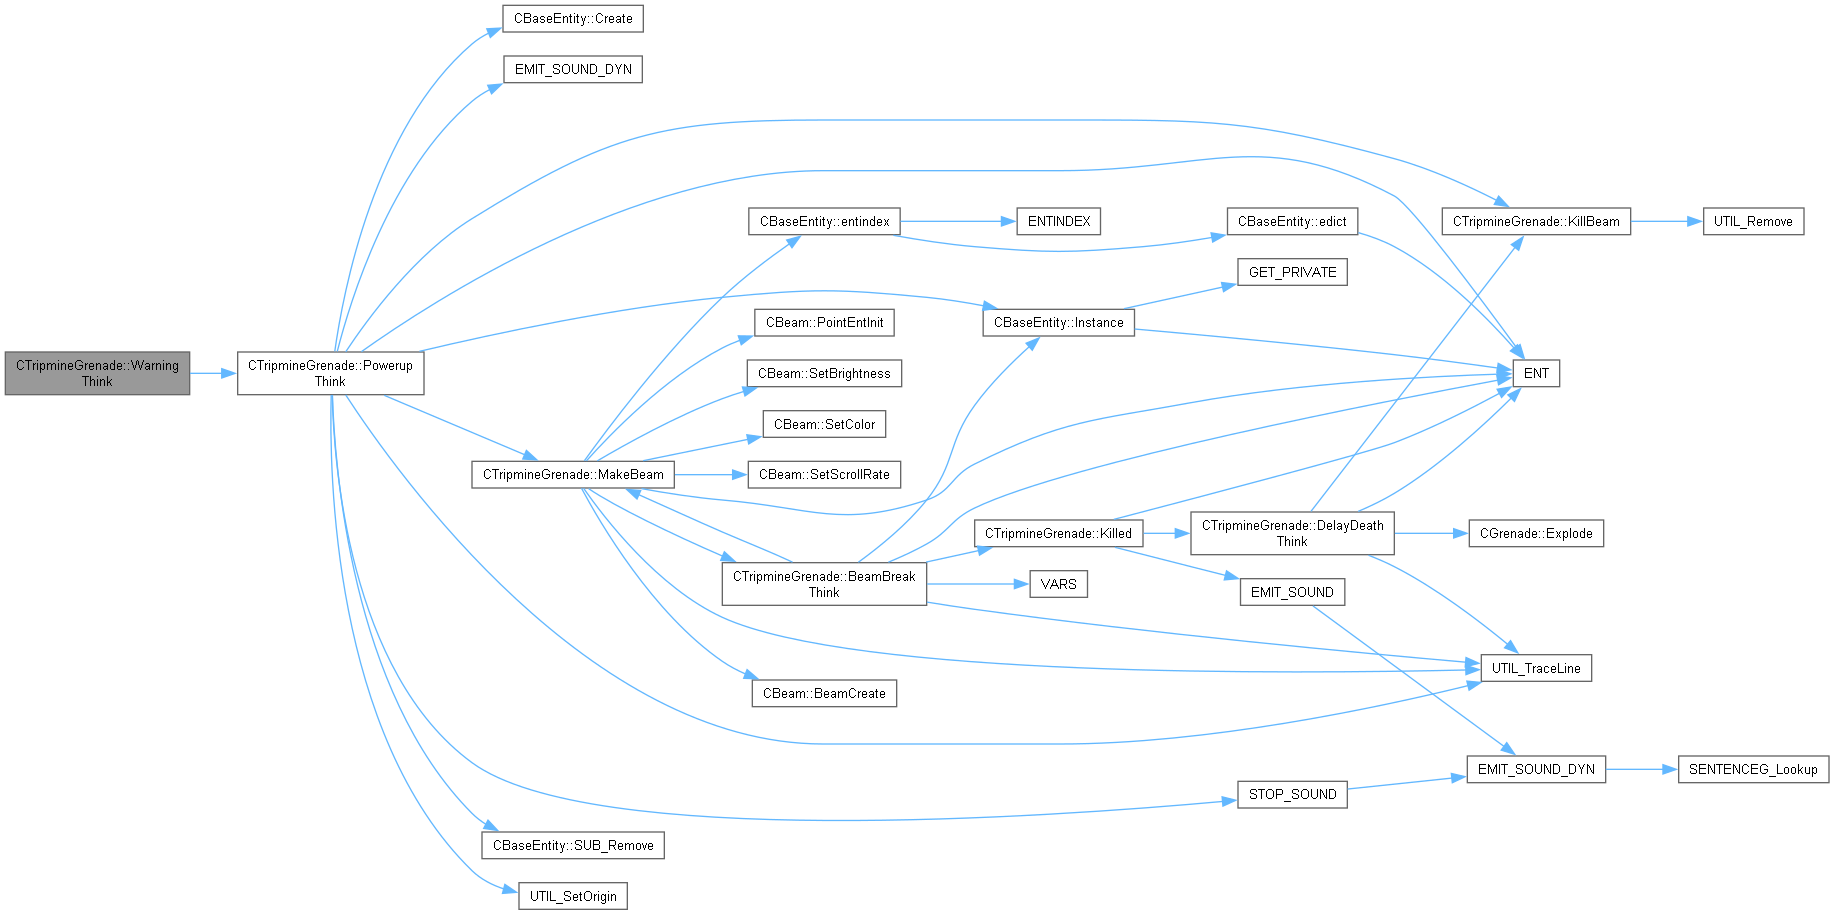 CBaseEntity::Create
EMIT_SOUND_DYN
CBaseEntity::entindex
ENTINDEX
CBaseEntity::edict
CTripmineGrenade::KillBeam
UTIL_Remove
GET_PRIVATE
CBeam::PointEntInit
CBaseEntity::Instance
CTripmineGrenade::Warning
Think
CTripmineGrenade::Powerup
Think
CBeam::SetBrightness
ENT
CBeam::SetColor
CTripmineGrenade::MakeBeam
CBeam::SetScrollRate
CTripmineGrenade::Killed
CTripmineGrenade::DelayDeath
Think
CGrenade::Explode
CTripmineGrenade::BeamBreak
Think
VARS
EMIT_SOUND
UTIL_TraceLine
CBeam::BeamCreate
EMIT_SOUND_DYN
SENTENCEG_Lookup
STOP_SOUND
CBaseEntity::SUB_Remove
UTIL_SetOrigin